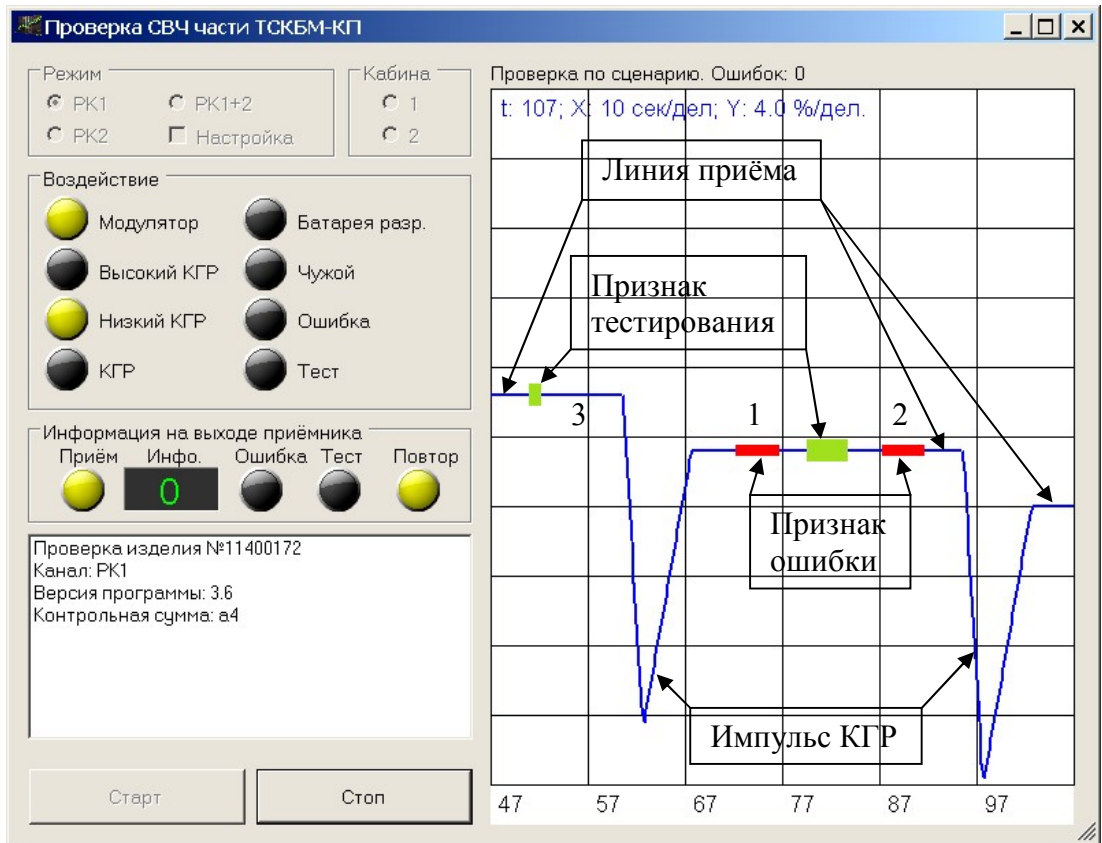 Проверка СВЧ части ТСКБМ-КП
Режим
РК1
РК1+2
РК2
Настройка
Кабина
1
2
Воздействие
Модулятор
Батарея разр.
Высокий КГР
Чужой
Низкий КГР
Ошибка
КГР
Тест
Информация на выходе приёмника
Приём Инфо. Ошибка Тест Повтор
0
Проверка изделия №11400172
Канал: РК1
Версия программы: 3.6
Контрольная сумма: a4
Старт
Стоп
Проверка по сценарию. Ошибок: 0
t: 107; X: 10 сек/дел; Y: 4.0 %/дел.
Линия приёма
Признак
тестирования
3
1
2
Признак
ошибки
Импульс КГР
47 57 67 77 87 97